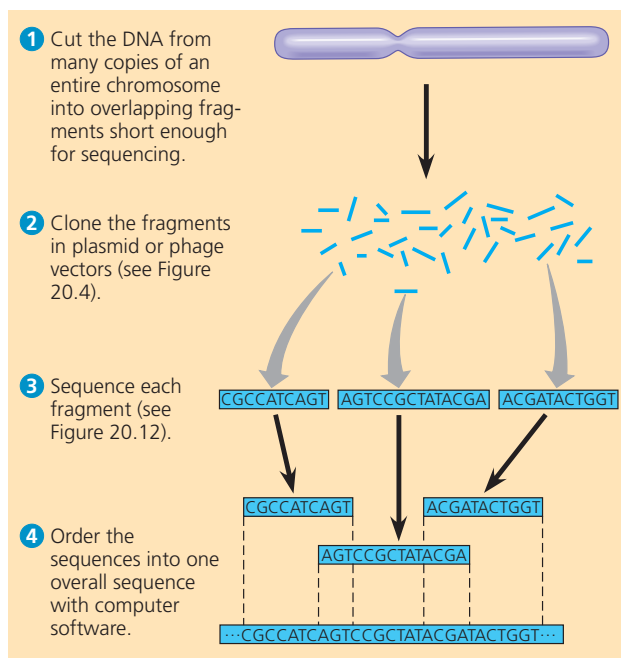 1 Cut the DNA from
many copies of an
entire chromosome
into overlapping frag-
ments short enough
for sequencing.
2 Clone the fragments
in plasmid or phage
vectors (see Figure
20.4).
3 Sequence each
fragment (see
Figure 20.12).
CGCCATCAGT AGTCCGCTATACGA ACGATACTGGT
CGCCATCAGT ACGATACTGGT
4 Order the
sequences into one
overall sequence
with computer
software.
AGTCCGCTATACGA
···CGCCATCAGTCCGCTATACGATACTGGT···